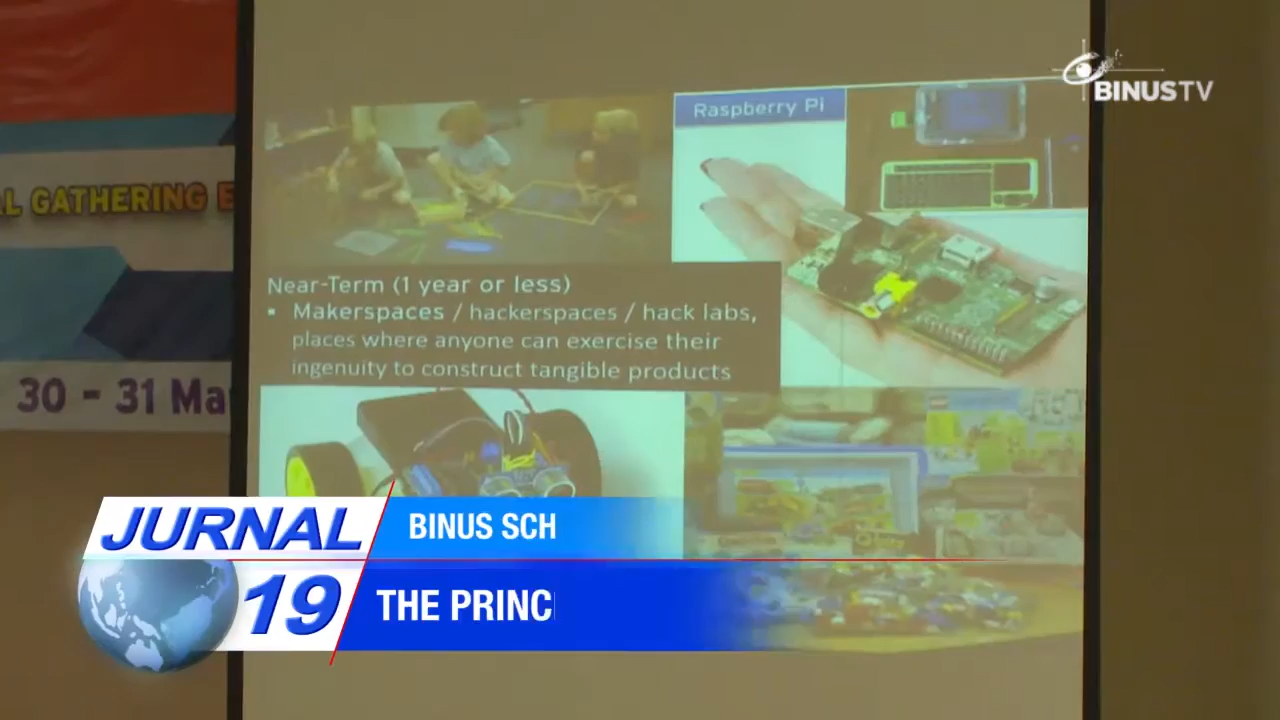 BINUSTV
Raspberry Pi
L GATHERING E
Near-Term (1 year or less)
▪ Makerspaces / hackerspaces / hack labs,
places where anyone can exercise their
ingenuity to construct tangible products
30 - 31 Ma
JURNAL
19
BINUS SCH
THE PRINC